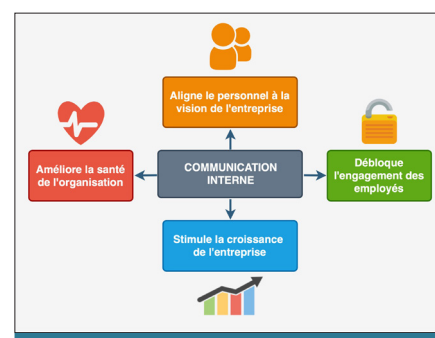 Aligne le personnel à la
vision de l'entreprise
Améliore la santé
de l'organisation
COMMUNICATION
INTERNE
Débloque
l'engagement des
employés
Stimule la croissance
de l'entreprise